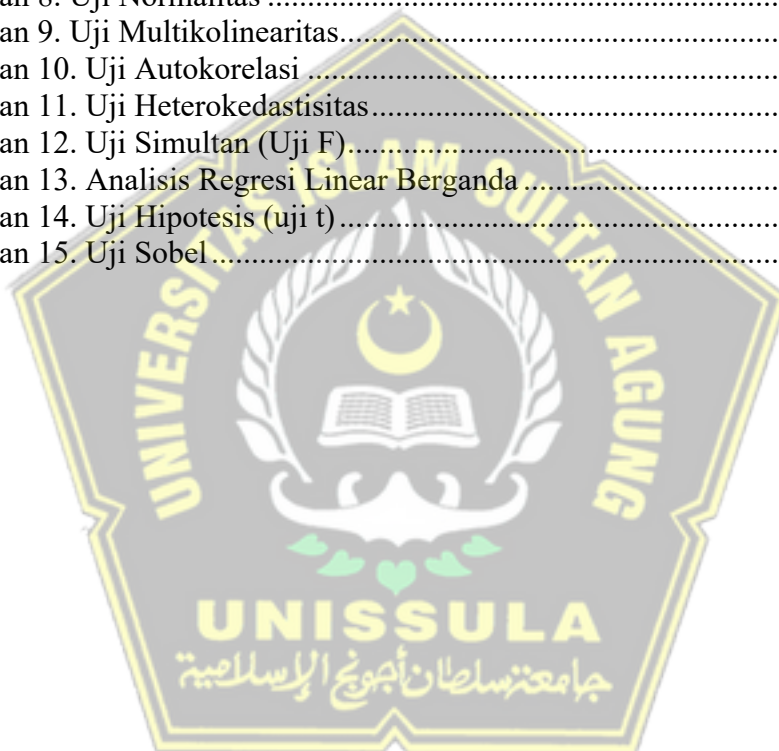 an 8. Uji Normalitas ...............................................................
an 9. Uji Multikolinearitas......................................................
an 10. Uji Autokorelasi ...........................................................
an 11. Uji Heterokedastisitas...................................................
an 12. Uji Simultan (Uji F)......................................................
an 13. Analisis Regresi Linear Berganda ................................
an 14. Uji Hipotesis (uji t) .......................................................
an 15. Uji Sobel.......................................................................
UNIVERSITAS ISLAM SULTAN AGUNG
UNISSULA
جامعة سلطان أجونج الإسلامية